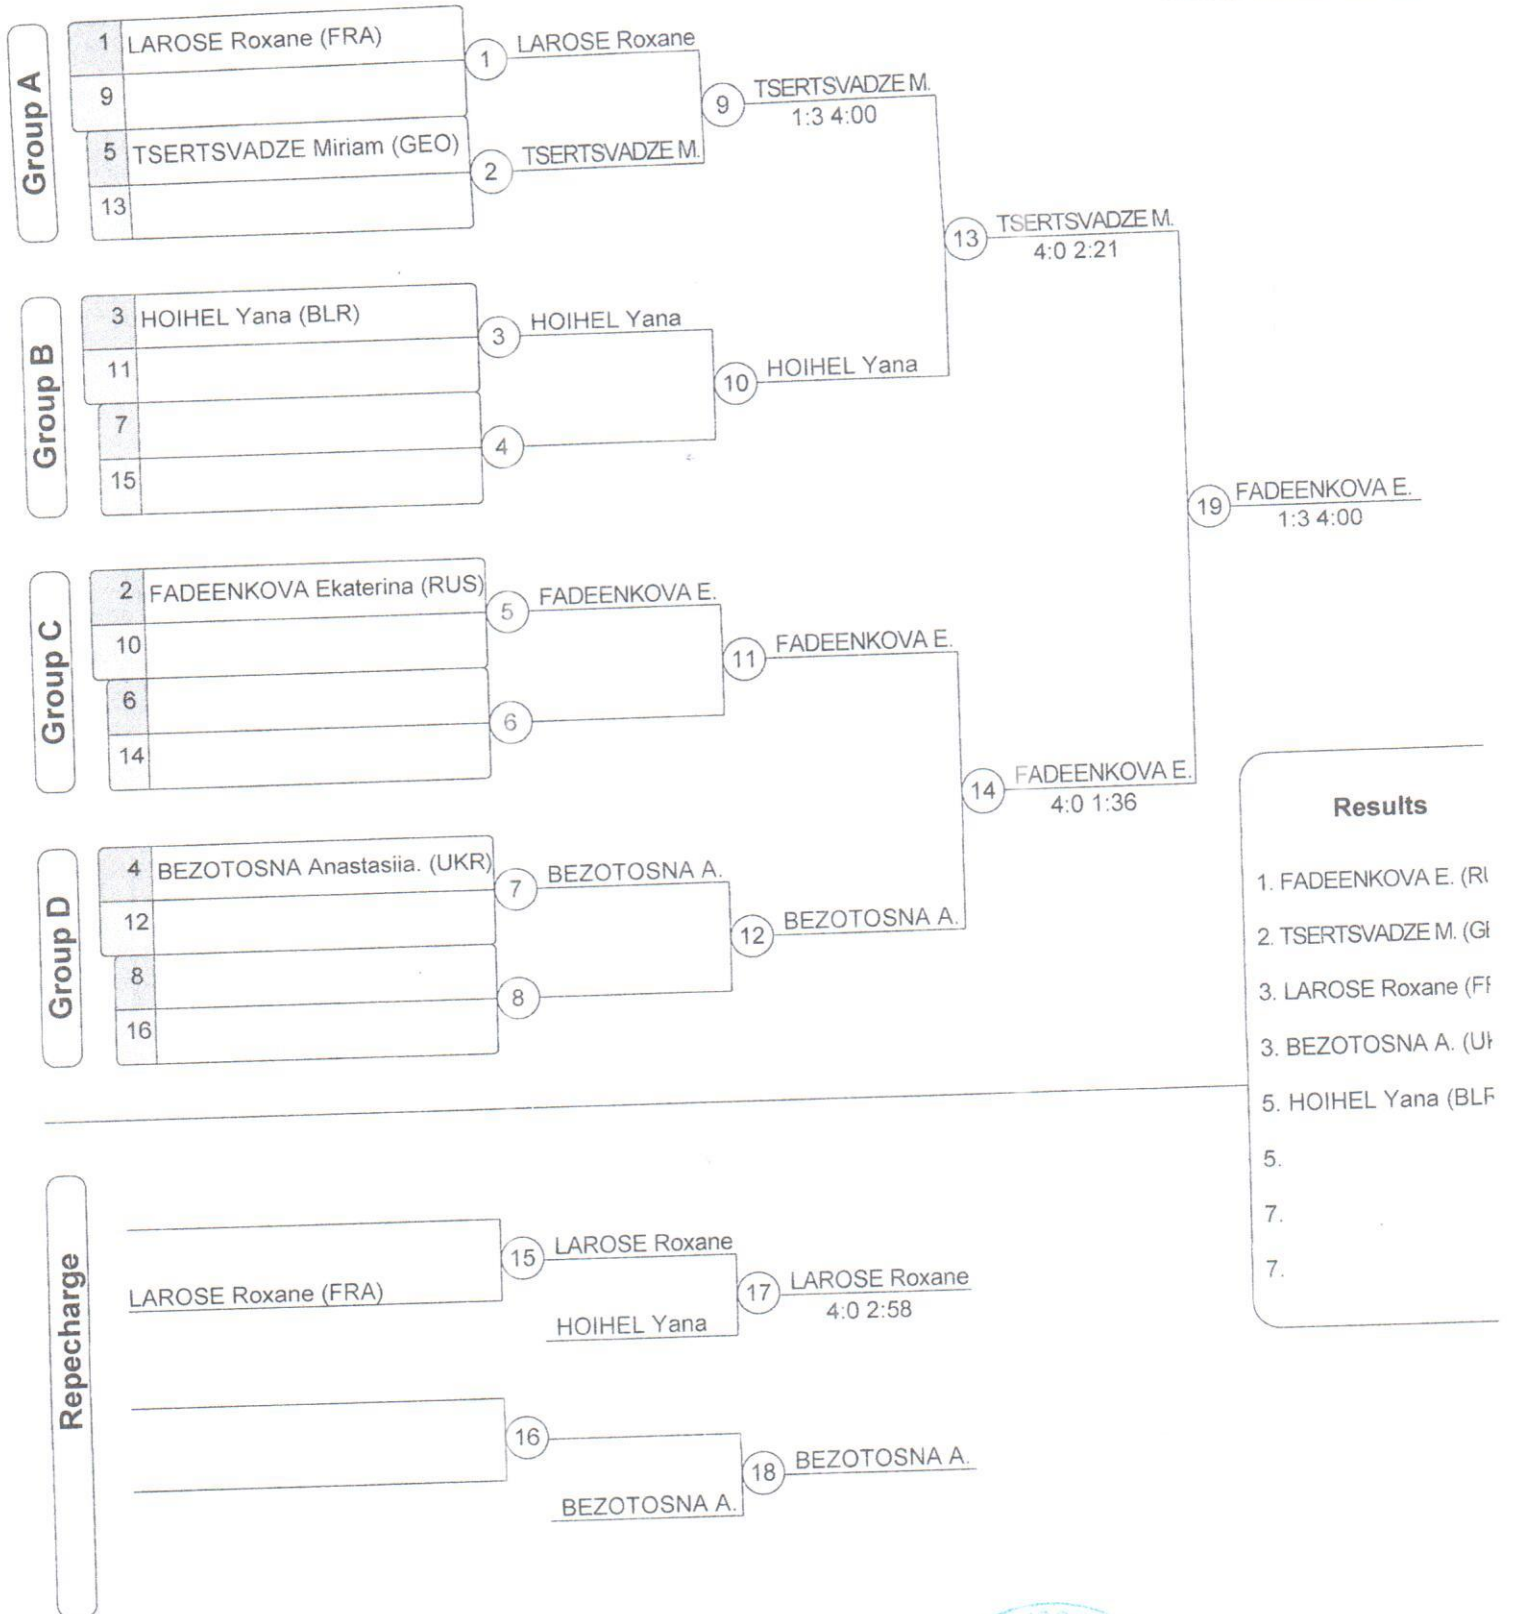 Group A
1 LAROSE Roxane (FRA)
9
5 TSERTSVADZE Miriam (GEO)
13
1 LAROSE Roxane
2 TSERTSVADZE M.
9 TSERTSVADZE M.
1:3 4:00
Group B
3 HOIHEL Yana (BLR)
11
7
15
3 HOIHEL Yana
4
10 HOIHEL Yana
13 TSERTSVADZE M.
4:0 2:21
Group C
2 FADEENKOVA Ekaterina (RUS)
10
6
14
5 FADEENKOVA E.
6
11 FADEENKOVA E.
Group D
4 BEZOTOSNA Anastasiia. (UKR)
12
8
16
7 BEZOTOSNA A.
8
12 BEZOTOSNA A.
14 FADEENKOVA E.
4:0 1:36
19 FADEENKOVA E.
1:3 4:00
Results
1. FADEENKOVA E. (RU
2. TSERTSVADZE M. (GE
3. LAROSE Roxane (FR
3. BEZOTOSNA A. (UK
5. HOIHEL Yana (BLR
5.
7.
7.
Repecharge
LAROSE Roxane (FRA)
15 LAROSE Roxane
HOIHEL Yana
17 LAROSE Roxane
4:0 2:58
16
BEZOTOSNA A.
18 BEZOTOSNA A.